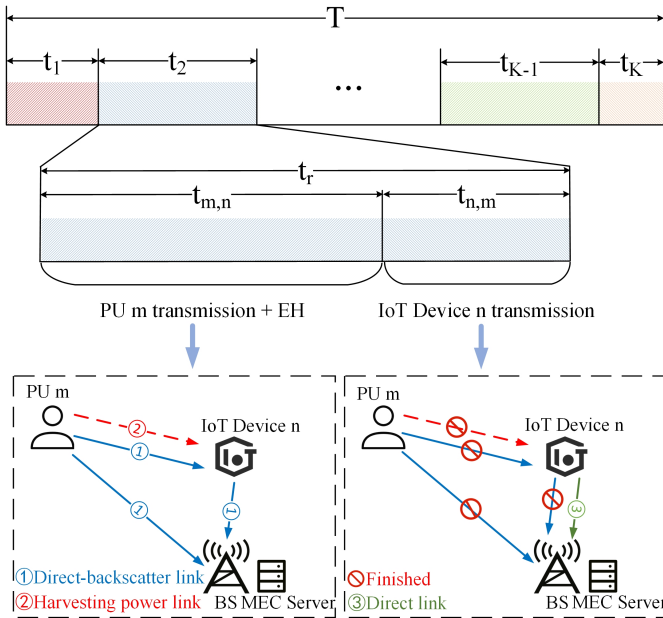 T
t1 t2 ... tK-1 tK
tr
tm,n tn,m
PU m transmission + EH IoT Device n transmission
PU m PU m
IoT Device n IoT Device n
② ①
① ① ③
①Direct-backscatter link Finished
②Harvesting power link BS MEC Server ③Direct link BS MEC Server